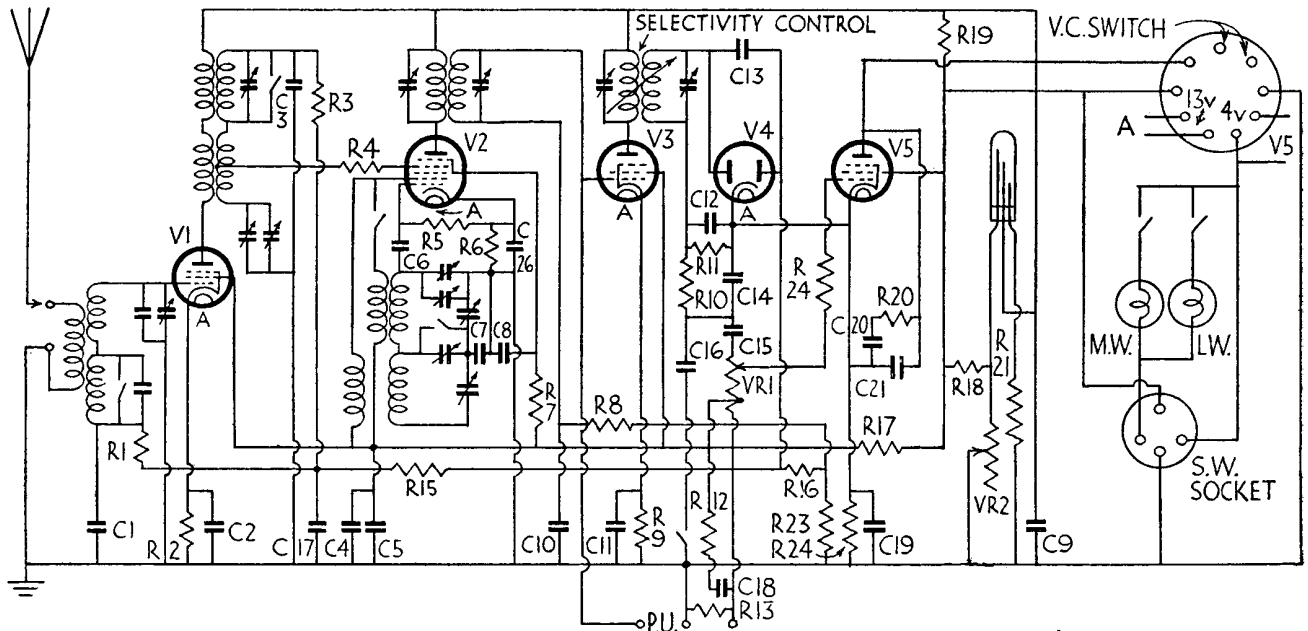 SELECTIVITY CONTROL
V.C. SWITCH
R19
C13
C3
R3
V2
V3
V4
V5
13v
4v
A
V5
R4
A
R5
R6
C26
A
C12
A
R11
R10
R24
C14
V1
A
C6
C7
C8
C16
C15
VR1
R20
C20
C21
R18
R21
M.W.
L.W.
R7
R8
R17
R1
R15
R16
R12
VR2
S.W.
SOCKET
C1
R2
C2
C17
C4
C5
C10
C11
R9
R23
R24
C19
C9
C18
R13
P.U.